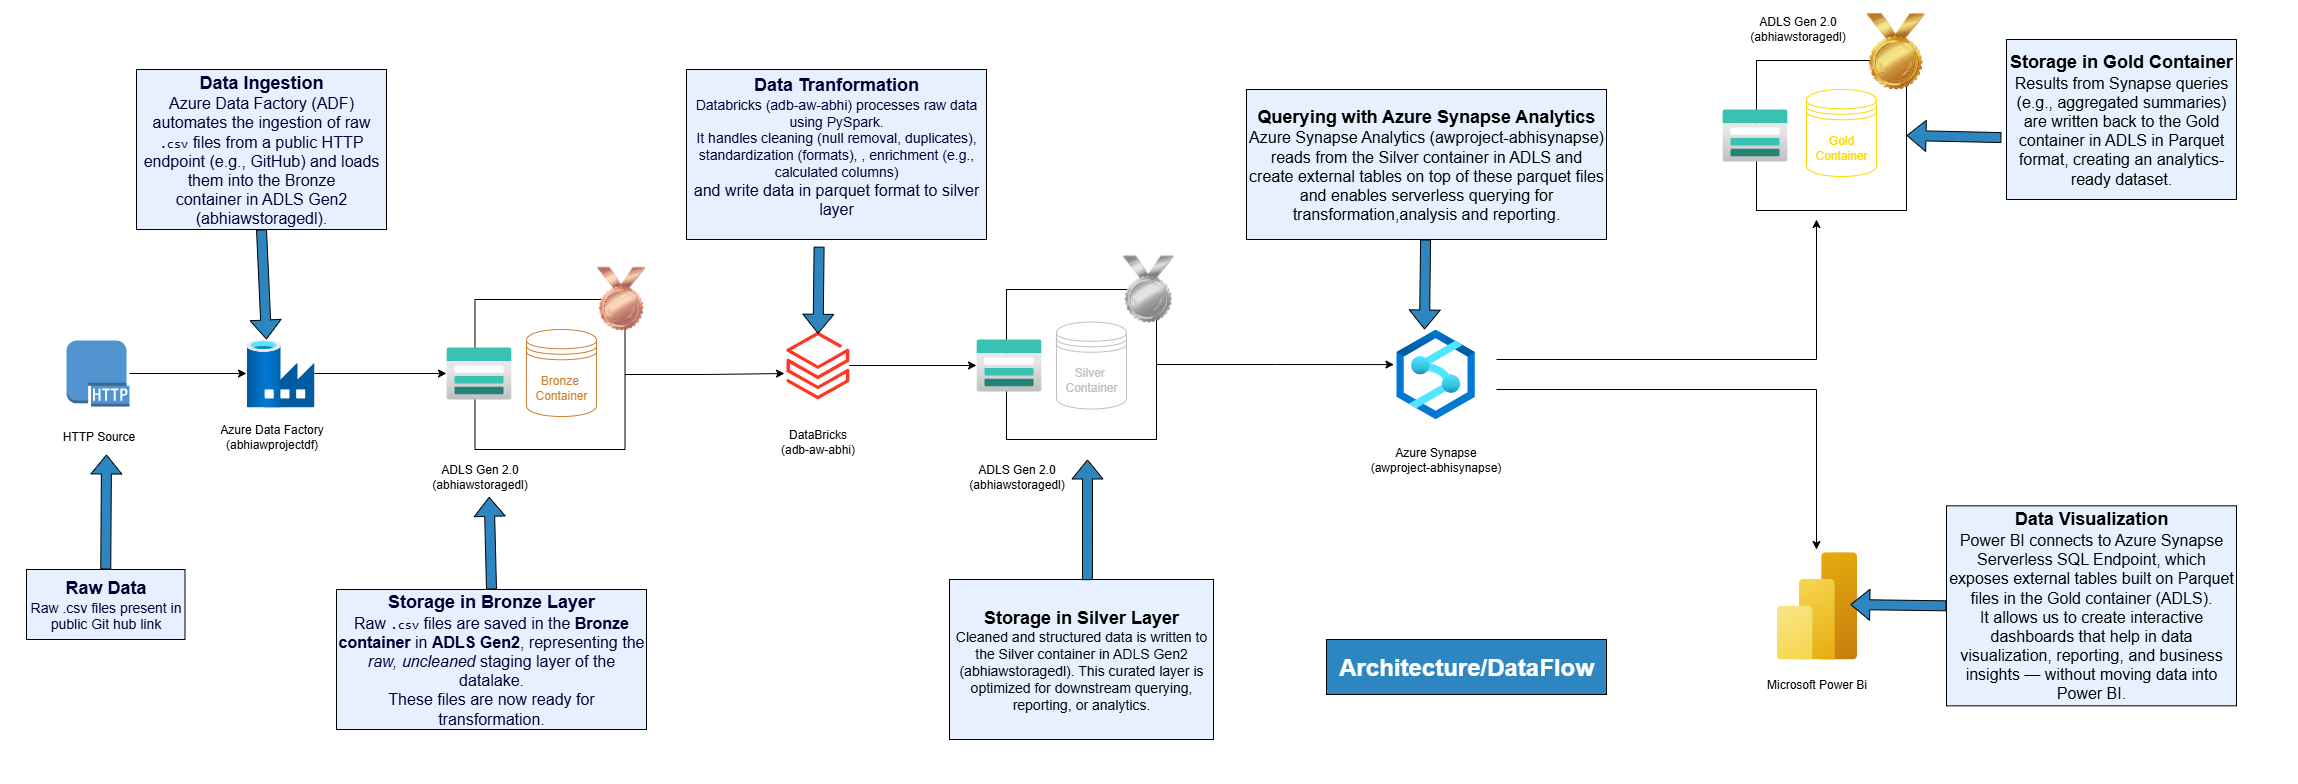 Data Ingestion
Azure Data Factory (ADF)
automates the ingestion of raw
.csv files from a public HTTP
endpoint (e.g., GitHub) and loads
them into the Bronze
container in ADLS Gen2
(abhiawstoragedl).
HTTP
HTTP Source
Raw Data
Raw .csv files present in
public Git hub link
Azure Data Factory
(abhiawprojectdf)
Bronze
Container
ADLS Gen 2.0
(abhiawstoragedl)
Storage in Bronze Layer
Raw .csv files are saved in the Bronze
container in ADLS Gen2, representing the
raw, uncleaned staging layer of the
datalake.
These files are now ready for
transformation.
Data Tranformation
Databricks (adb-aw-abhi) processes raw data
using PySpark.
It handles cleaning (null removal, duplicates),
standardization (formats), , enrichment (e.g.,
calculated columns)
and write data in parquet format to silver
layer
DataBricks
(adb-aw-abhi)
Silver
Container
ADLS Gen 2.0
(abhiawstoragedl)
Storage in Silver Layer
Cleaned and structured data is written to
the Silver container in ADLS Gen2
(abhiawstoragedl). This curated layer is
optimized for downstream querying,
reporting, or analytics.
Querying with Azure Synapse Analytics
Azure Synapse Analytics (awproject-abhisynapse)
reads from the Silver container in ADLS and
create external tables on top of these parquet files
and enables serverless querying for
transformation,analysis and reporting.
Azure Synapse
(awproject-abhisynapse)
Architecture/DataFlow
ADLS Gen 2.0
(abhiawstoragedl)
Gold
Container
Storage in Gold Container
Results from Synapse queries
(e.g., aggregated summaries)
are written back to the Gold
container in ADLS in Parquet
format, creating an analytics-
ready dataset.
Microsoft Power Bi
Data Visualization
Power BI connects to Azure Synapse
Serverless SQL Endpoint, which
exposes external tables built on Parquet
files in the Gold container (ADLS).
It allows us to create interactive
dashboards that help in data
visualization, reporting, and business
insights — without moving data into
Power BI.